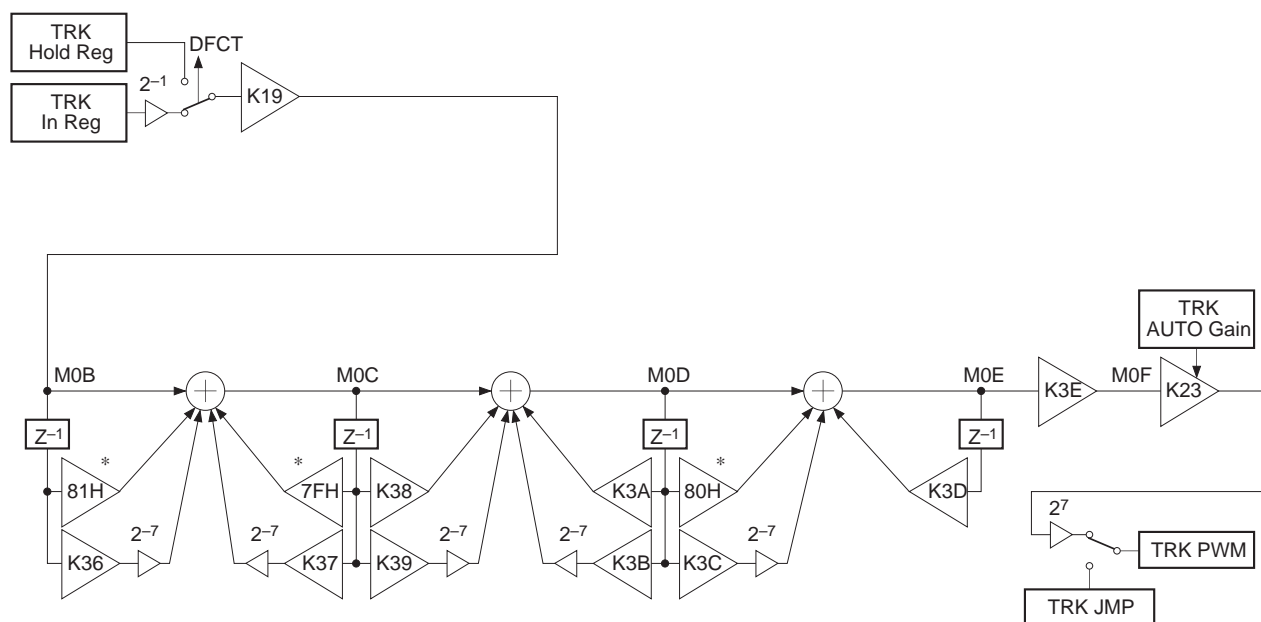 TRK
Hold Reg
DFCT
2–1
K19
TRK
In Reg
TRK
AUTO Gain
M0B
M0C
M0D
M0E
K3E
M0F
K23
Z–1
Z–1
Z–1
Z–1
81H
*
*
7FH
K38
K3A
80H
*
K3D
K36
2–7
2–7
K37
K39
2–7
2–7
K3B
K3C
2–7
27
TRK PWM
TRK JMP